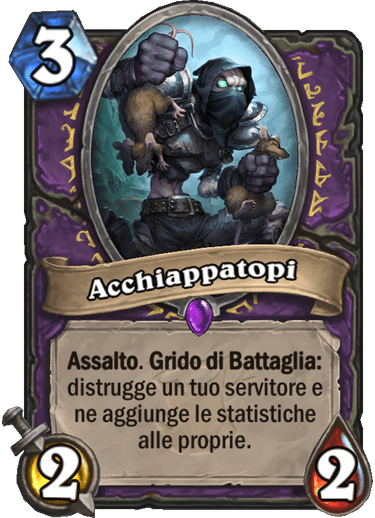 3
Acchiappatopi
Assalto. Grido di Battaglia:
distrugge un tuo servitore e
ne aggiunge le statistiche
alle proprie.
2
2